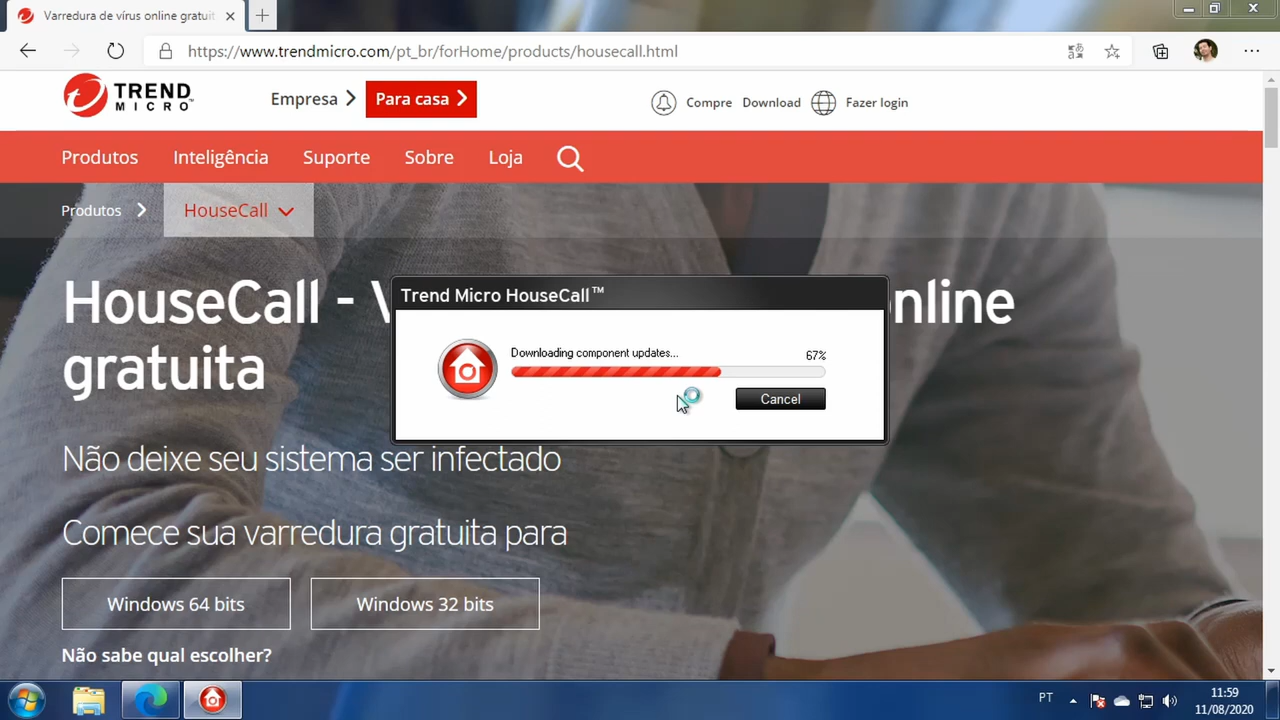 Varredura de vírus online gratuit
https://www.trendmicro.com/pt_br/forHome/products/housecall.html
TREND
MICRO™
Empresa
Para casa
Compre
Download
Fazer login
Produtos
Inteligência
Suporte
Sobre
Loja
Produtos
HouseCall
HouseCall - V
nline
gratuita
Trend Micro HouseCall™
Downloading component updates...
67%
Cancel
Não deixe seu sistema ser infectado
Comece sua varredura gratuita para
Windows 64 bits
Windows 32 bits
Não sabe qual escolher?
PT
11:59
11/08/2020